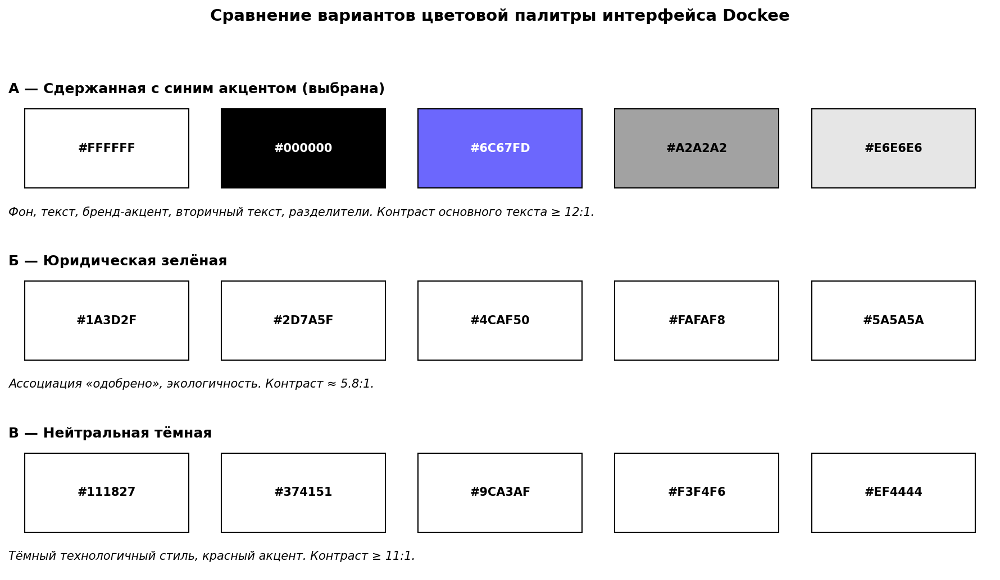 Сравнение вариантов цветовой палитры интерфейса Dockee
А — Сдержанная с синим акцентом (выбрана)
#FFFFFF #000000 #6C67FD #A2A2A2 #E6E6E6
Фон, текст, бренд-акцент, вторичный текст, разделители. Контраст основного текста ≥ 12:1.
Б — Юридическая зелёная
#1A3D2F #2D7A5F #4CAF50 #FAFAF8 #5A5A5A
Ассоциация «одобрено», экологичность. Контраст ≈ 5.8:1.
В — Нейтральная тёмная
#111827 #374151 #9CA3AF #F3F4F6 #EF4444
Тёмный технологичный стиль, красный акцент. Контраст ≥ 11:1.